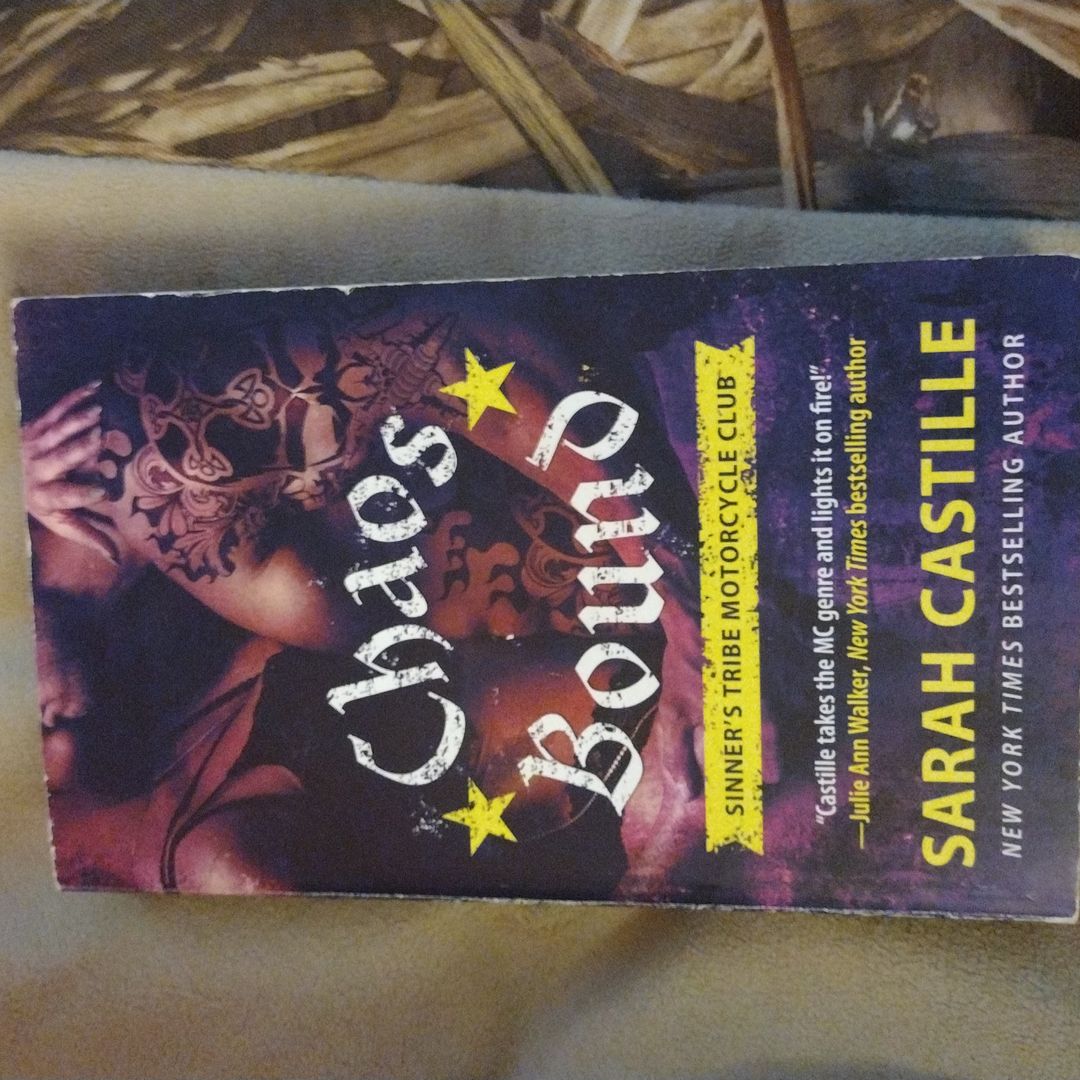 Chaos
Bound
SINNER'S TRIBE MOTORCYCLE CLUB
"Castille takes the MC genre and lights it on fire!"
—Julie Ann Walker, New York Times bestselling author
SARAH CASTILLE
NEW YORK TIMES BESTSELLING AUTHOR